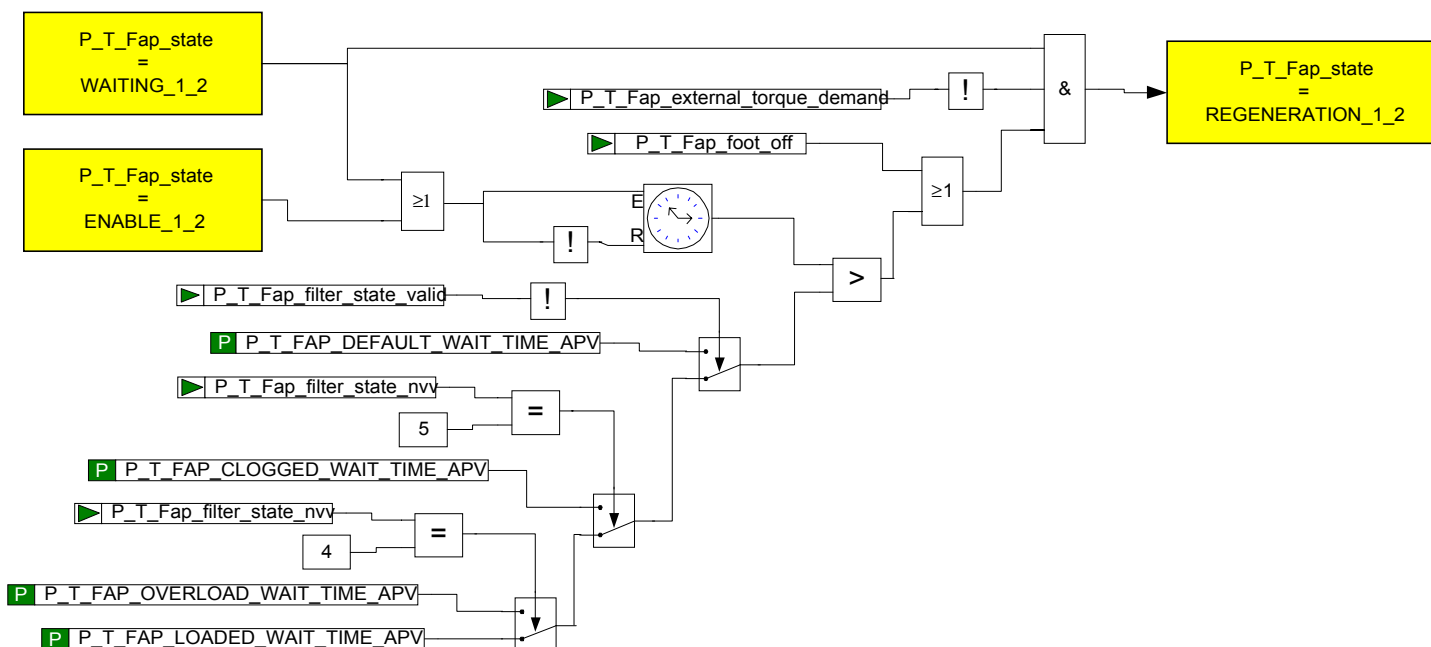 P_T_Fap_state
=
WAITING_1_2
P_T_Fap_state
=
REGENERATION_1_2
&
P_T_Fap_external_torque_demand
!
P_T_Fap_foot_off
≥1
P_T_Fap_state
=
ENABLE_1_2
≥1
E
R
!
>
P_T_Fap_filter_state_valid
!
P P_T_FAP_DEFAULT_WAIT_TIME_APV
P_T_Fap_filter_state_nvv
=
5
P P_T_FAP_CLOGGED_WAIT_TIME_APV
P_T_Fap_filter_state_nvv
=
4
P P_T_FAP_OVERLOAD_WAIT_TIME_APV
P P_T_FAP_LOADED_WAIT_TIME_APV